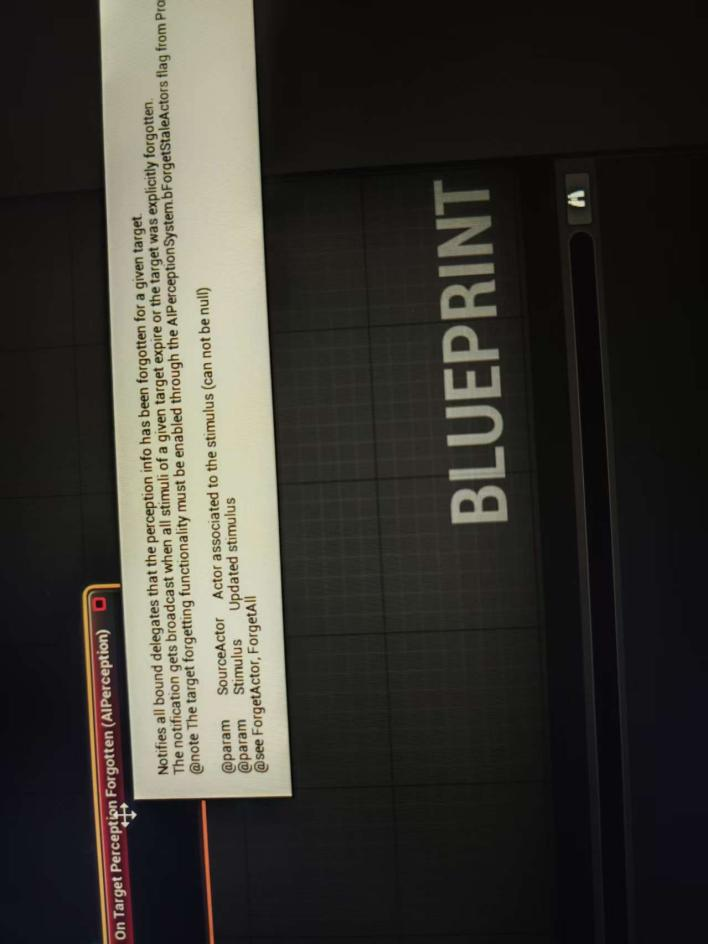 On Target Perception Forgotten (AIPerception)
Notifies all bound delegates that the perception info has been forgotten for a given target.
The notification gets broadcast when all stimuli of a given target expire or the target was explicitly forgotten.
@note The target forgetting functionality must be enabled through the AIPerceptionSystem.bForgetStaleActors flag from
@param SourceActor Actor associated to the stimulus (can not be null)
@param Stimulus Updated stimulus
@see ForgetActor, ForgetAll
BLUEPRINT